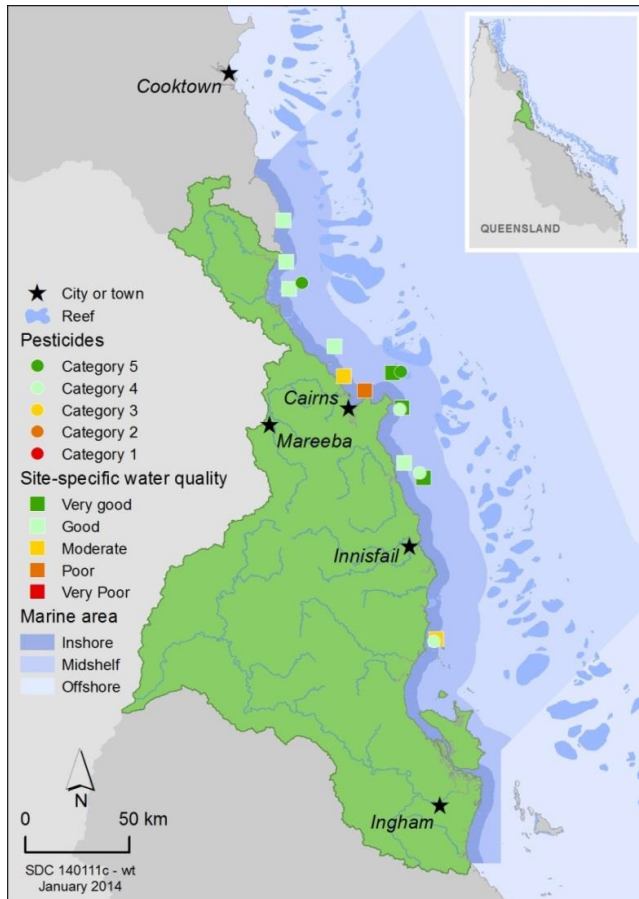 Cooktown
QUEENSLAND
City or town
Reef
Pesticides
Category 5
Category 4
Category 3
Category 2
Category 1
Site-specific water quality
Very good
Good
Moderate
Poor
Very Poor
Marine area
Inshore
Midshelf
Offshore
Cairns
Mareeba
Innisfail
Ingham
N
0 50 km
SDC 140111c - wt
January 2014